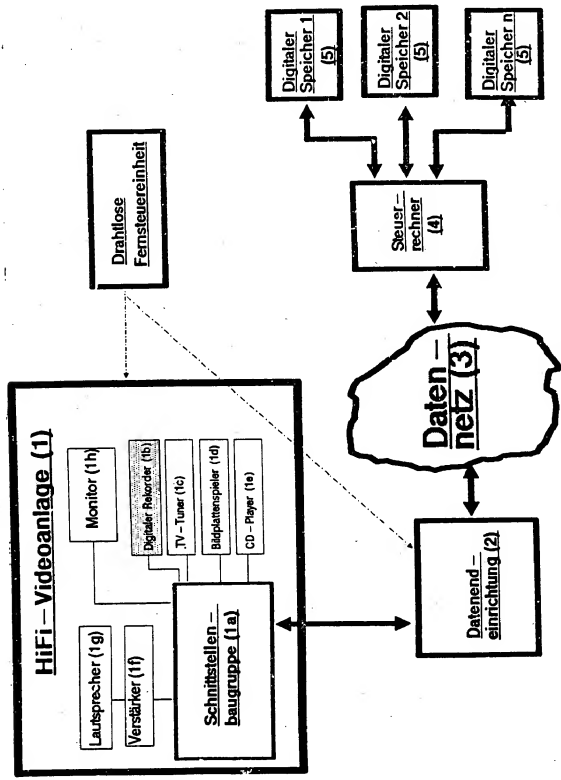 HiFi – Videoanlage (1)
Lautsprecher (1g)
Verstärker (1f)
Monitor (1h)
Digitaler Rekorder (1b)
TV – Tuner (1c)
Bildplattenspieler (1d)
CD – Player (1e)
Schnittstellen –
baugruppe (1a)
Drahtlose
Fernsteuereinheit
Datenend –
einrichtung (2)
Daten –
netz (3)
Steuer –
rechner
(4)
Digitaler
Speicher 1
(5)
Digitaler
Speicher 2
(5)
Digitaler
Speicher n
(5)